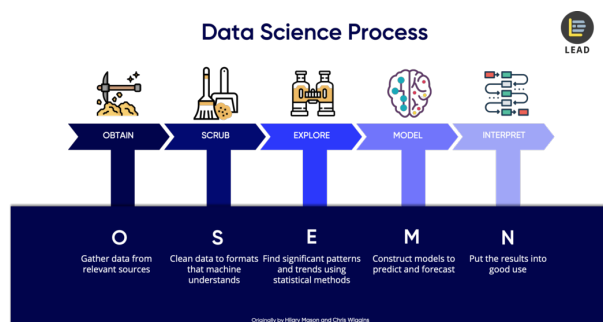 Data Science Process
LEAD
OBTAIN
SCRUB
EXPLORE
MODEL
INTERPRET
O
Gather data from
relevant sources
S
Clean data to formats
that machine
understands
E
Find significant patterns
and trends using
statistical methods
M
Construct models to
predict and forecast
N
Put the results into
good use
Originally by Hilary Mason and Chris Wiggins